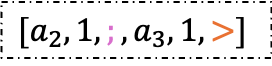 [a₂, 1, ;, a₃, 1, >]